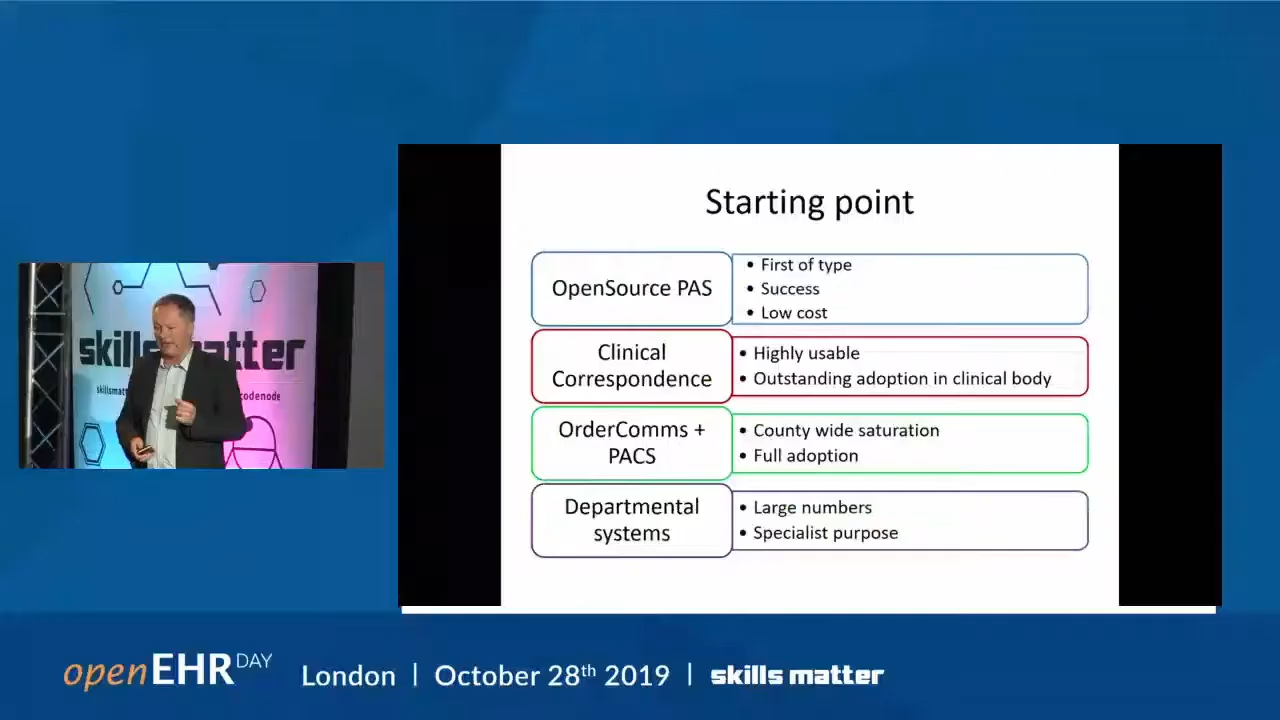 Starting point
OpenSource PAS
• First of type
• Success
• Low cost
Clinical
Correspondence
• Highly usable
• Outstanding adoption in clinical body
OrderComms +
PACS
• County wide saturation
• Full adoption
Departmental
systems
• Large numbers
• Specialist purpose
skills matter
skillsmat
codenode
openEHR DAY
London | October 28th 2019 | skills matter